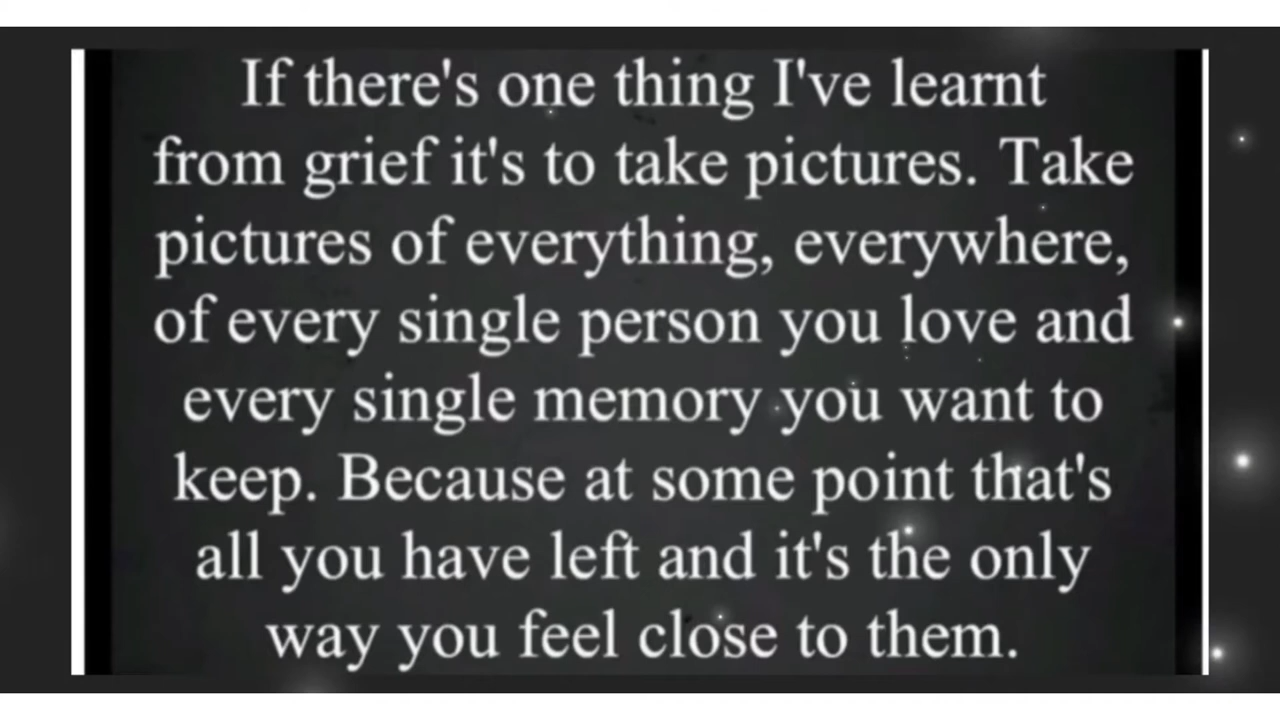 If there's one thing I've learnt
from grief it's to take pictures. Take
pictures of everything, everywhere,
of every single person you love and
every single memory you want to
keep. Because at some point that's
all you have left and it's the only
way you feel close to them.